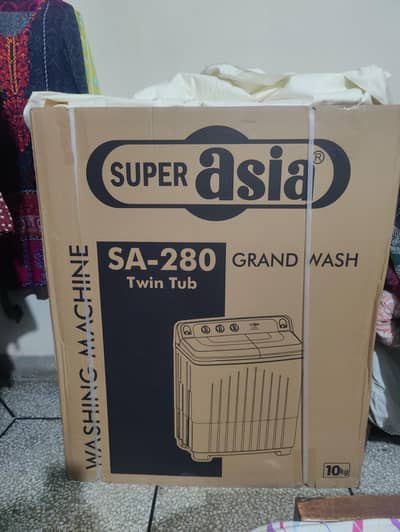 SUPER asia®
SA-280 GRAND WASH
Twin Tub
WASHING MACHINE
10kg